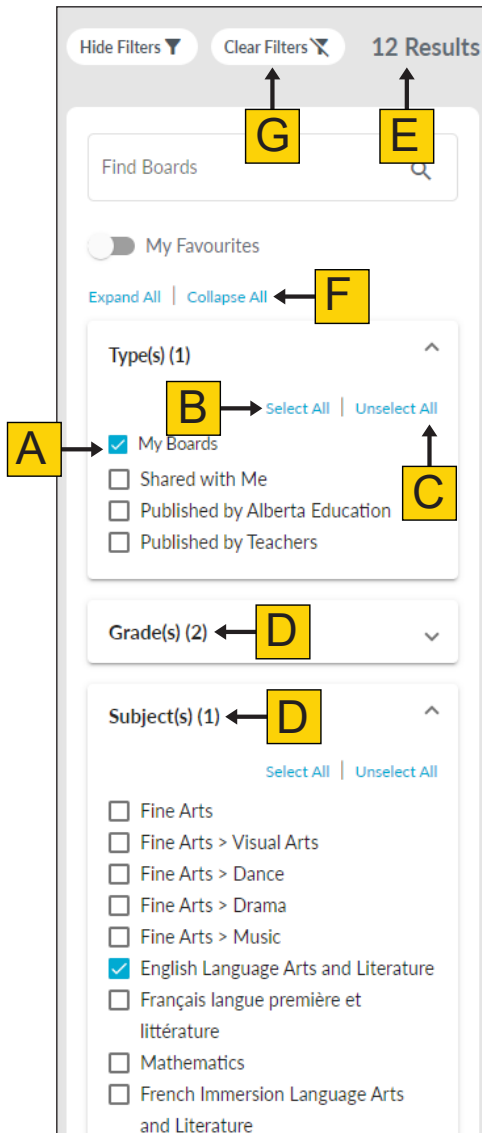 Hide Filters Clear Filters 12 Results
G E
Find Boards
My Favourites
Expand All | Collapse All F
Type(s) (1)
B Select All | Unselect All
A My Boards
Shared with Me C
Published by Alberta Education
Published by Teachers
Grade(s) (2) D
Subject(s) (1) D
Select All | Unselect All
Fine Arts
Fine Arts > Visual Arts
Fine Arts > Dance
Fine Arts > Drama
Fine Arts > Music
English Language Arts and Literature
Français langue première et
littérature
Mathematics
French Immersion Language Arts
and Literature